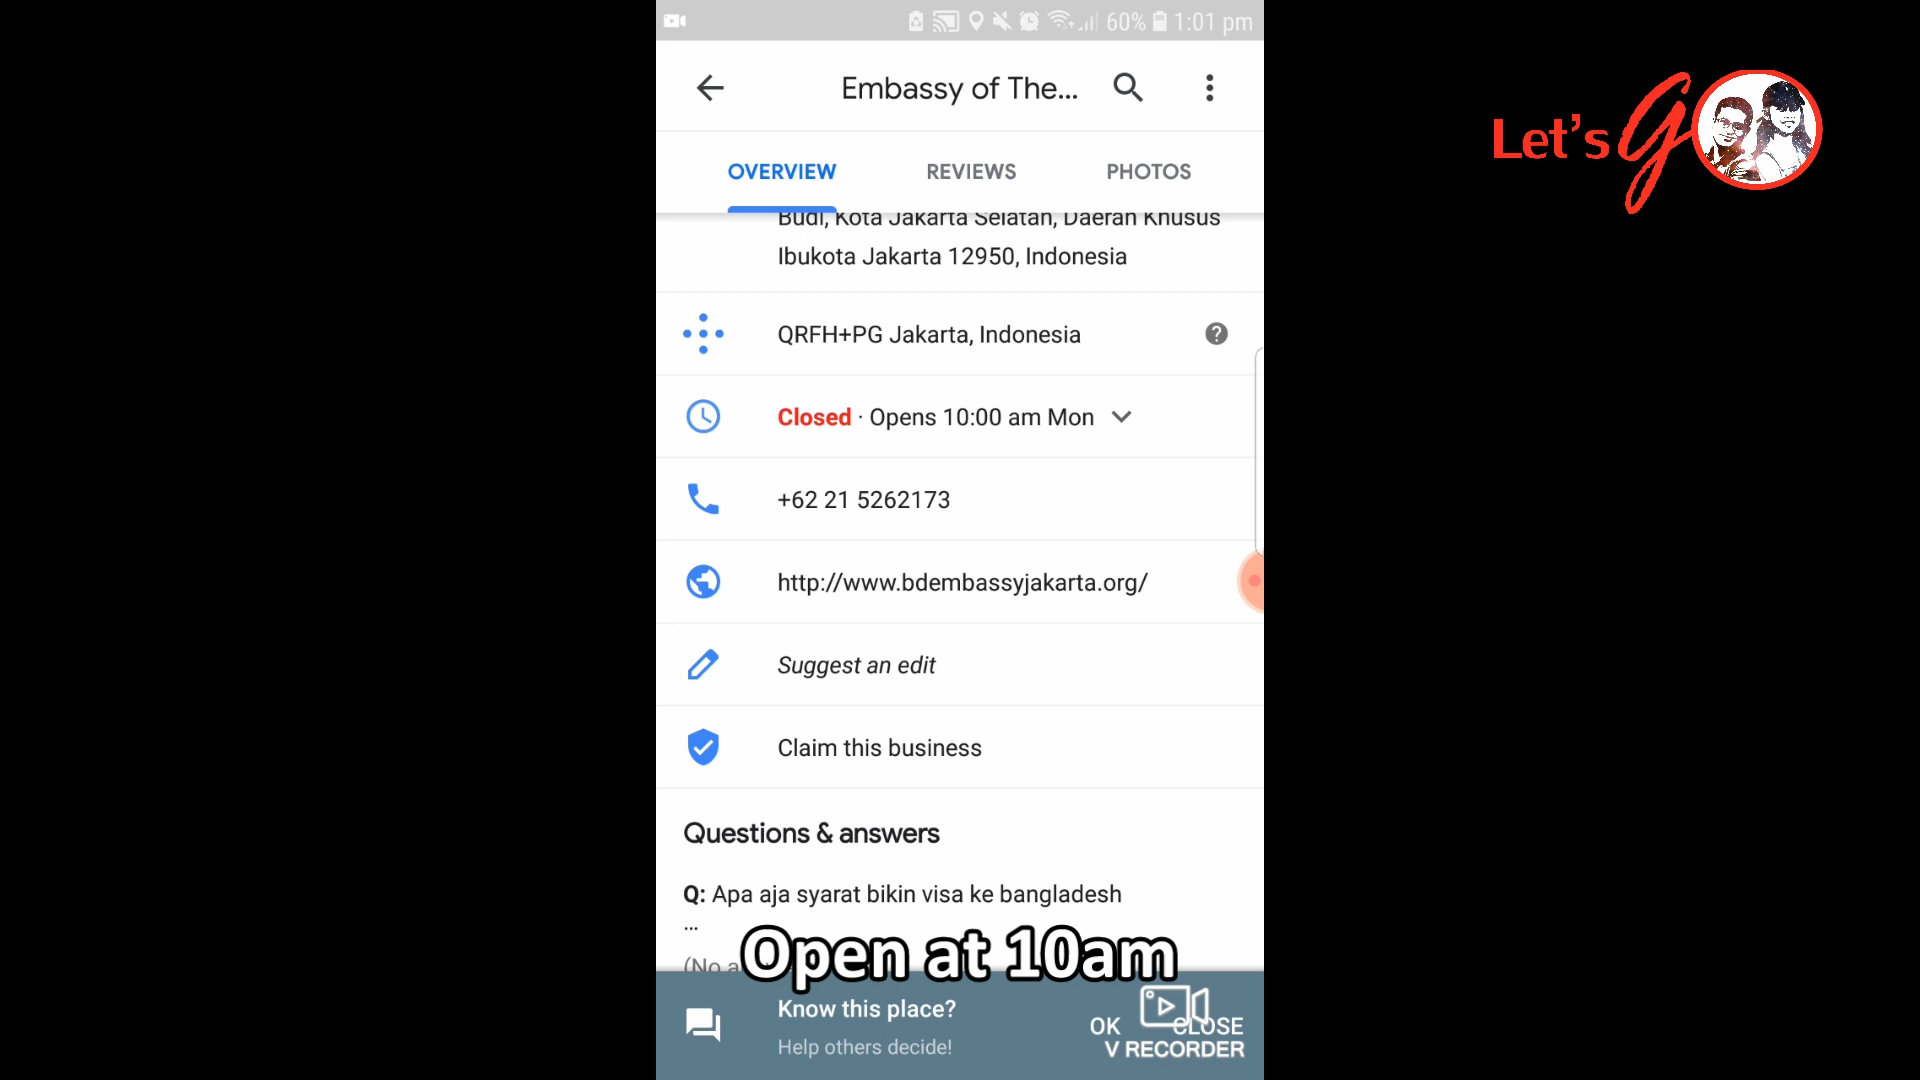 60% 1:01 pm
Embassy of The...
Let's go
OVERVIEW REVIEWS PHOTOS
Budi, Kota Jakarta Selatan, Daerah Khusus
Ibukota Jakarta 12950, Indonesia
QRFH+PG Jakarta, Indonesia
Closed · Opens 10:00 am Mon
+62 21 5262173
http://www.bdembassyjakarta.org/
Suggest an edit
Claim this business
Questions & answers
Q: Apa aja syarat bikin visa ke bangladesh
...
(No a
Open at 10am
Know this place?
OK CLOSE
Help others decide!
V RECORDER